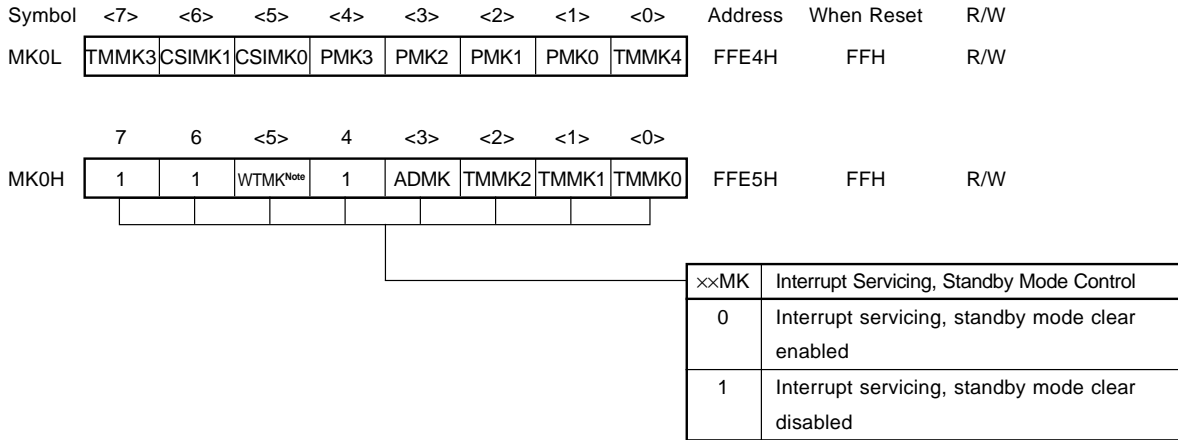 Symbol <7> <6> <5> <4> <3> <2> <1> <0> Address When Reset R/W
MK0L TMMK3 CSIMK1 CSIMK0 PMK3 PMK2 PMK1 PMK0 TMMK4 FFE4H FFH R/W
7 6 <5> 4 <3> <2> <1> <0>
MK0H 1 1 WTMKNote 1 ADMK TMMK2 TMMK1 TMMK0 FFE5H FFH R/W
××MK Interrupt Servicing, Standby Mode Control
0 Interrupt servicing, standby mode clear
enabled
1 Interrupt servicing, standby mode clear
disabled